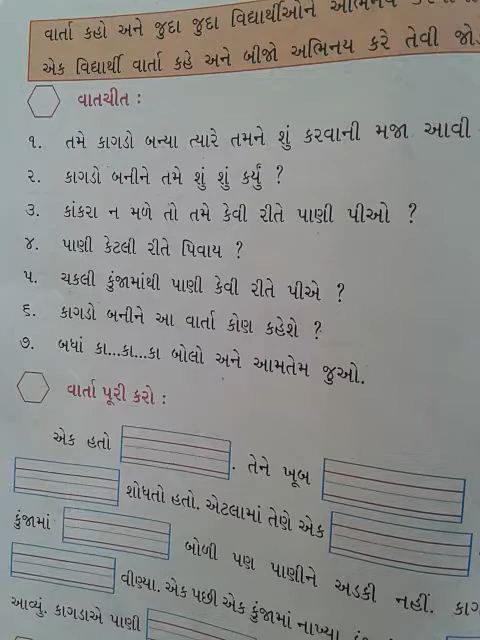 વાર્તા કહો અને જુદા જુદા વિદ્યાર્થીઓને અભિનય
એક વિદ્યાર્થી વાર્તા કહે અને બીજો અભિનય કરે તેવી
વાતચીત :
૧. તમે કાગડો બન્યા ત્યારે તમને શું કરવાની મજા આવી
૨. કાગડો બનીને તમે શું શું કર્યું ?
૩. કાંકરા ન મળે તો તમે કેવી રીતે પાણી પીઓ ?
૪. પાણી કેટલી રીતે પિવાય ?
૫. ચકલી કુંજામાંથી પાણી કેવી રીતે પીએ ?
૬. કાગડો બનીને આ વાર્તા કોણ કહેશે ?
૭. બધાં કા...કા...કા બોલો અને આમતેમ જુઓ.
વાર્તા પૂરી કરો :
એક હતો . તેને ખૂબ
શોધતો હતો. એટલામાં તેણે એક
કુંજામાં બોળી પણ પાણીને અડકી નહીં.
વીણ્યા. એક પછી એક કુંજામાં નાખ્યા
આવ્યું. કાગડાએ પાણી